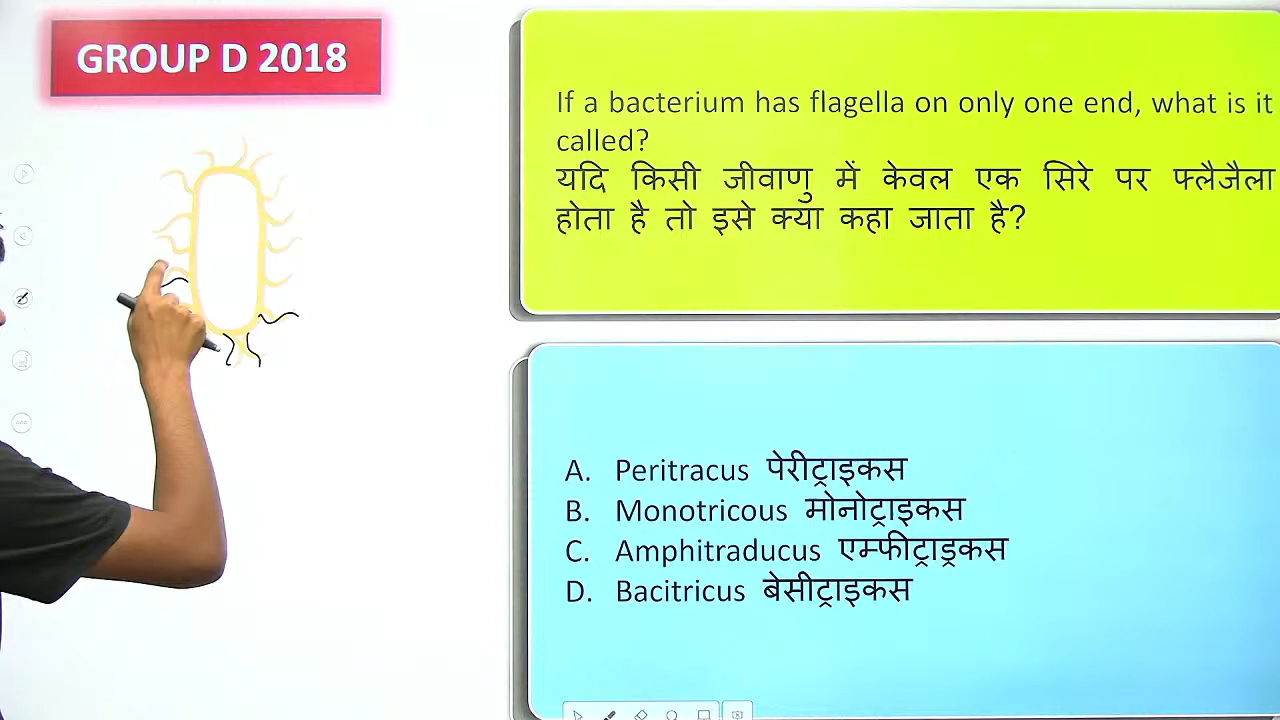 GROUP D 2018
If a bacterium has flagella on only one end, what is it
called?
यदि किसी जीवाणु में केवल एक सिरे पर फ्लैजैला
होता है तो इसे क्या कहा जाता है?
A. Peritracus पेरीट्राइकस
B. Monotricous मोनोट्राइकस
C. Amphitraducus एम्फीट्राड्रकस
D. Bacitricus बेसीट्राइकस